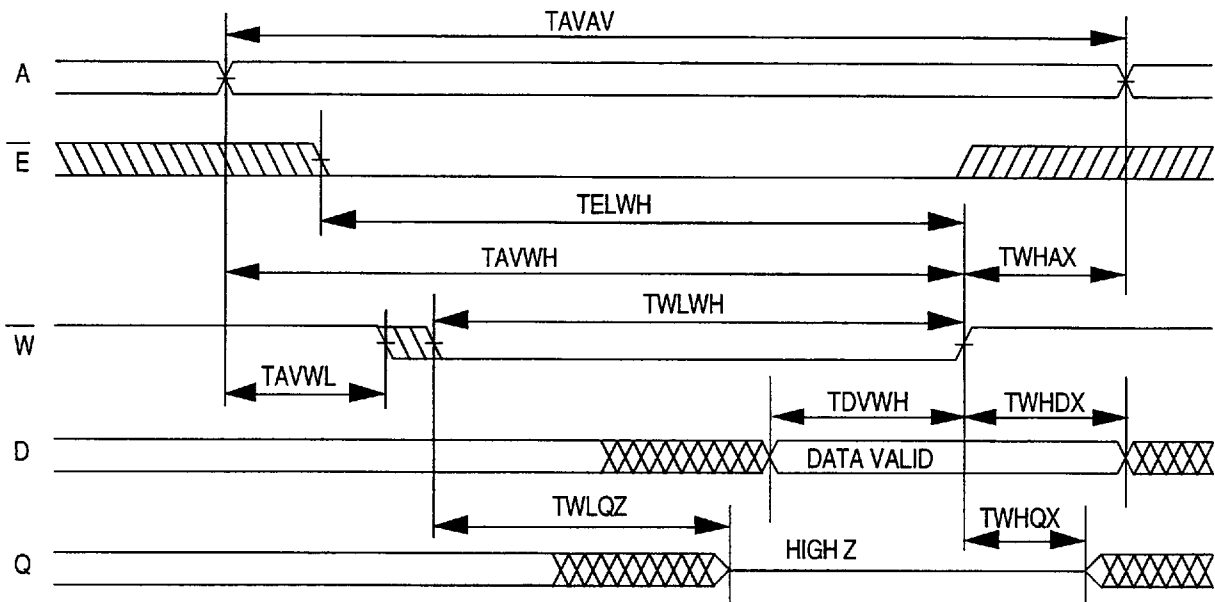 TAVAV
A
E̅
TELWH
TAVWH
TWHAX
TWLWH
W̅
TAVWL
TDVWH
TWHDX
D
DATA VALID
TWLQZ
TWHQX
Q
HIGH Z